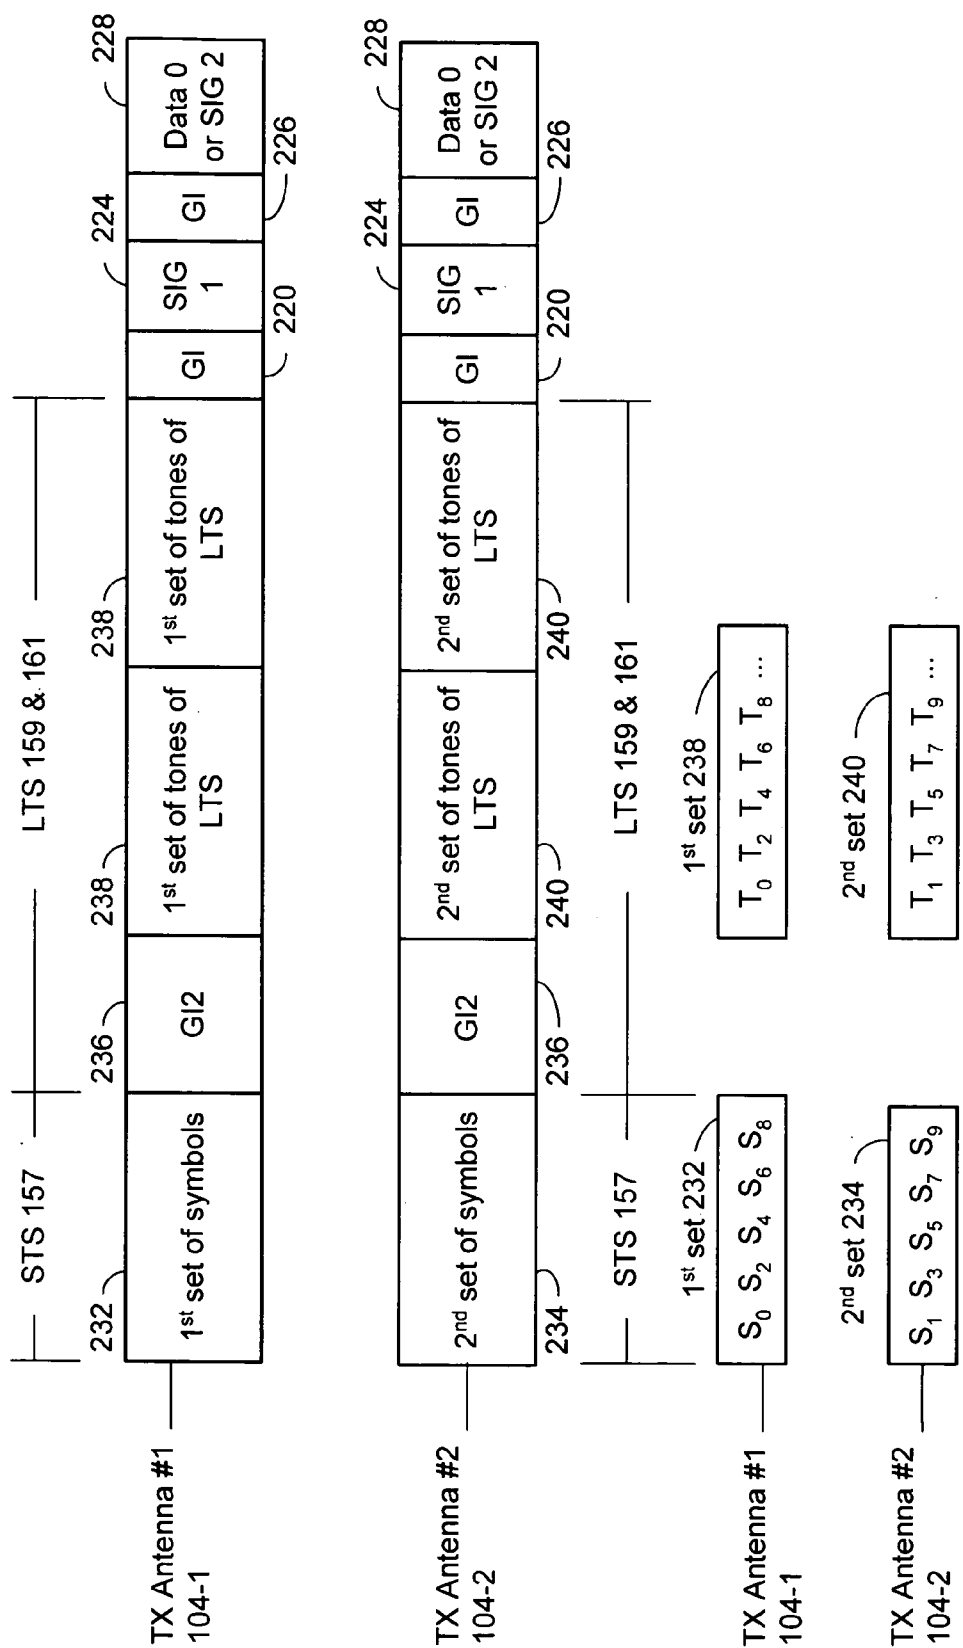 STS 157
LTS 159 & 161
232
236
238
238
224
228
TX Antenna #1
104-1
1st set of symbols
GI2
1st set of tones of
LTS
1st set of tones of
LTS
GI
SIG
1
GI
Data 0
or SIG 2
220
226
224
228
TX Antenna #2
104-2
2nd set of symbols
GI2
2nd set of tones of
LTS
2nd set of tones of
LTS
GI
SIG
1
GI
Data 0
or SIG 2
234
236
240
240
220
226
STS 157
LTS 159 & 161
1st set 232
1st set 238
TX Antenna #1
104-1
S0 S2 S4 S6 S8
T0 T2 T4 T6 T8 ...
2nd set 234
2nd set 240
TX Antenna #2
104-2
S1 S3 S5 S7 S9
T1 T3 T5 T7 T9 ...